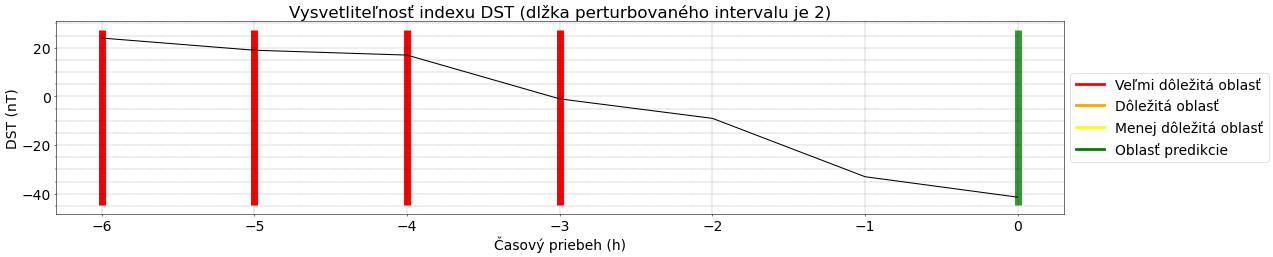 Vysvetliteľnosť indexu DST (dĺžka perturbovaného intervalu je 2)
DST (nT)
20
0
−20
−40
−6 −5 −4 −3 −2 −1 0
Časový priebeh (h)
Veľmi dôležitá oblasť
Dôležitá oblasť
Menej dôležitá oblasť
Oblasť predikcie